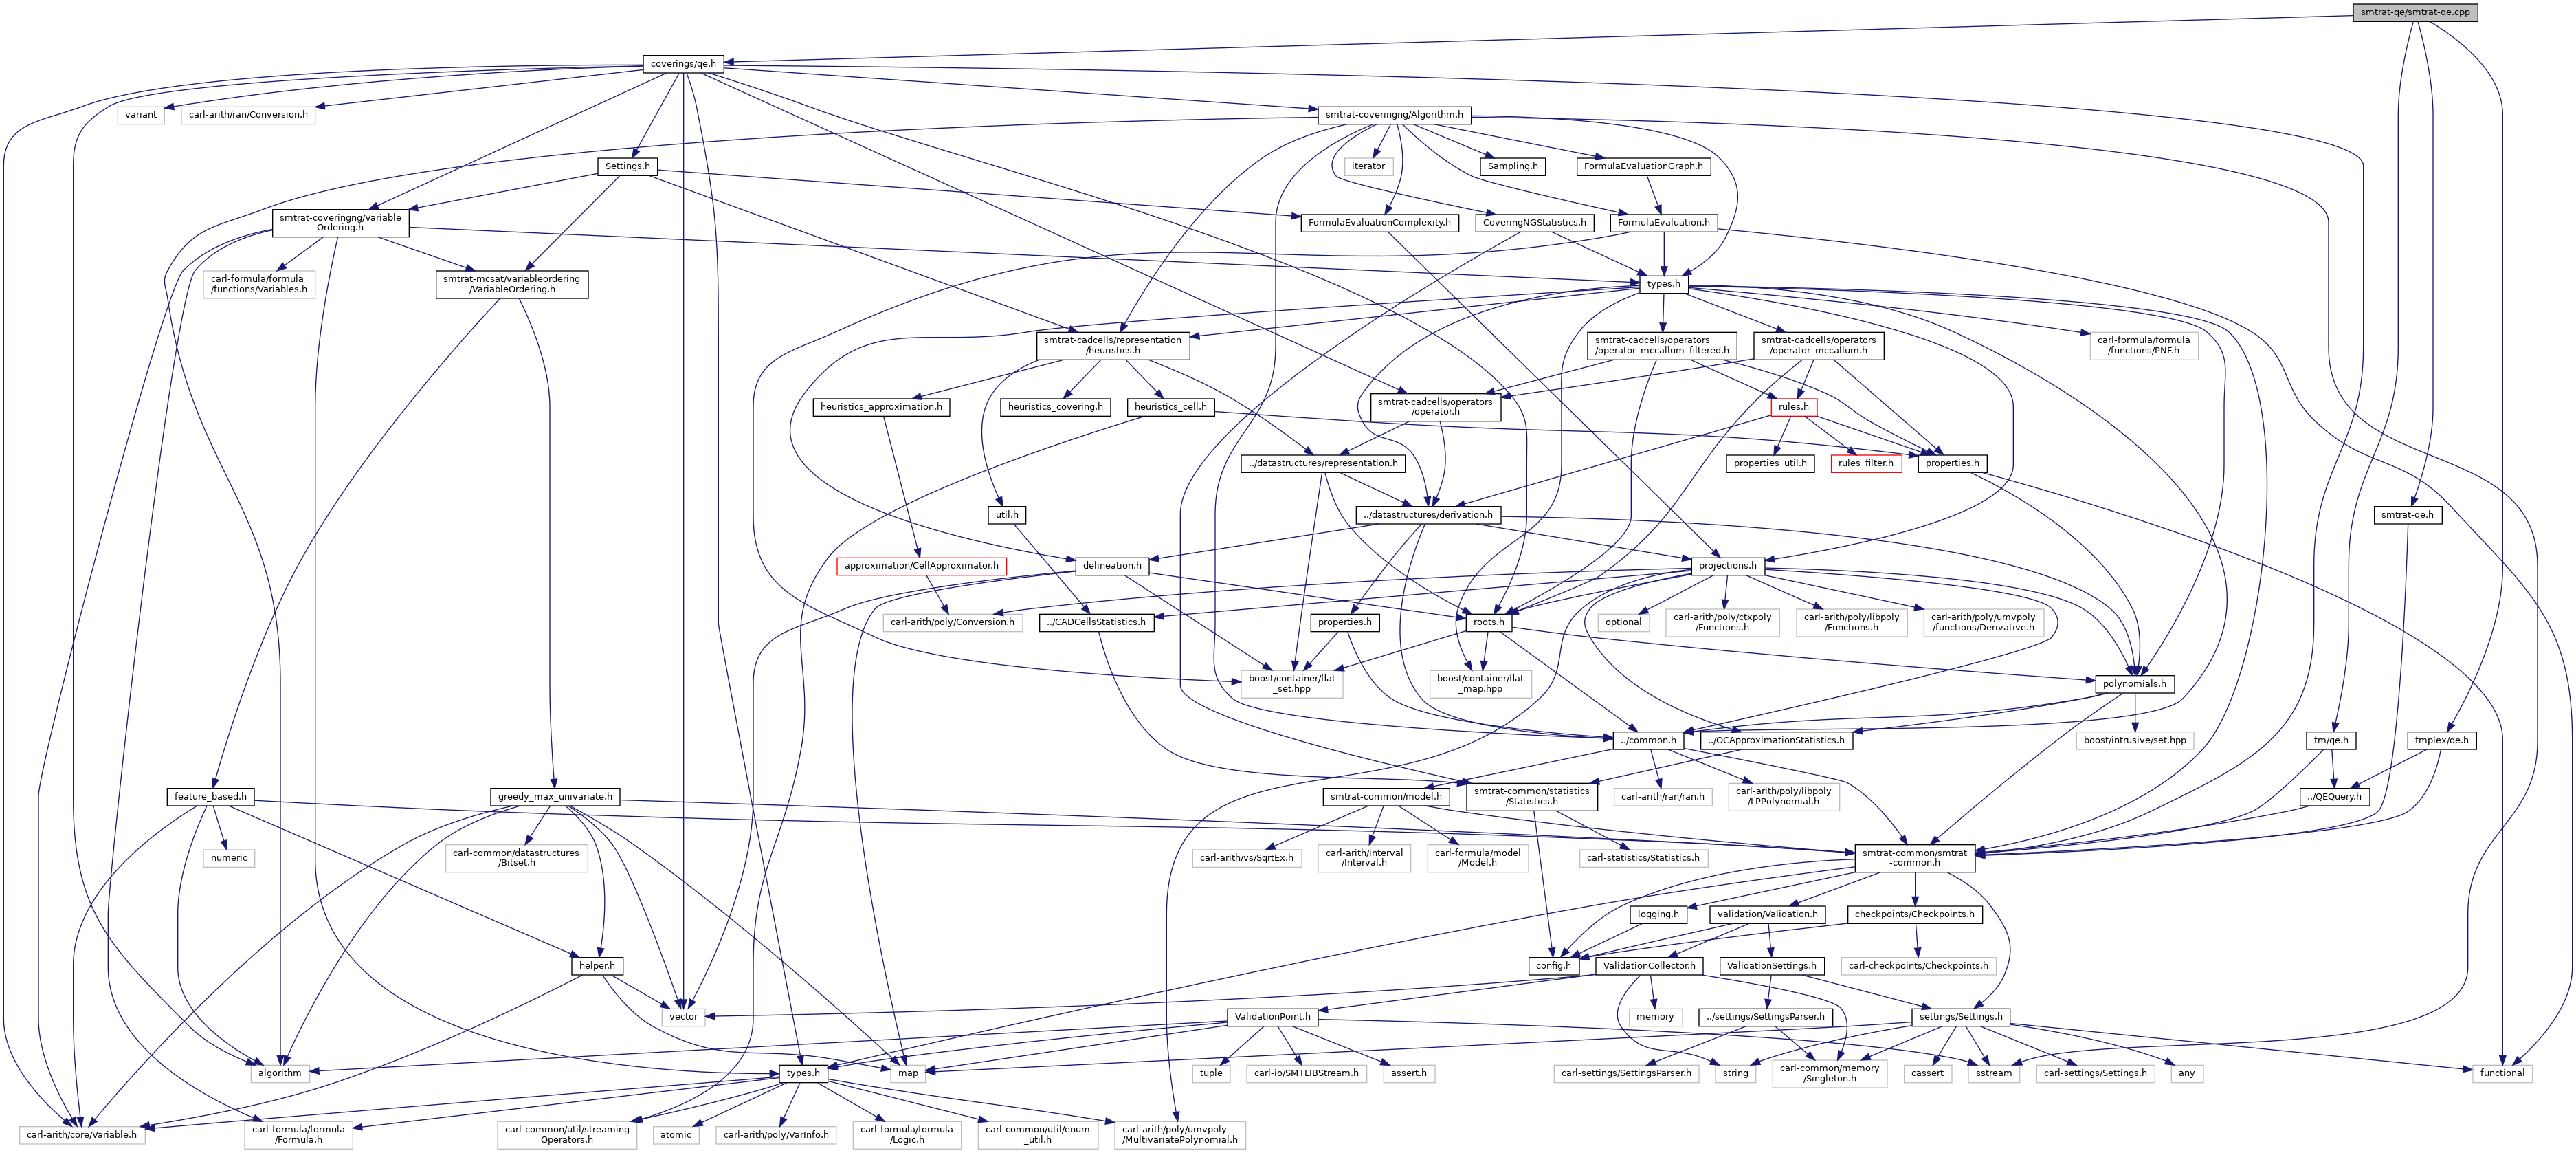 smtrat-qe/smtrat-qe.cpp
coverings/qe.h
variant
carl-arith/ran/Conversion.h
smtrat-coveringng/Algorithm.h
Settings.h
iterator
Sampling.h
FormulaEvaluationGraph.h
smtrat-coveringng/Variable
Ordering.h
FormulaEvaluationComplexity.h
CoveringNGStatistics.h
FormulaEvaluation.h
carl-formula/formula
/functions/Variables.h
smtrat-mcsat/variableordering
/VariableOrdering.h
types.h
smtrat-cadcells/representation
/heuristics.h
smtrat-cadcells/operators
/operator_mccallum_filtered.h
smtrat-cadcells/operators
/operator_mccallum.h
carl-formula/formula
/functions/PNF.h
heuristics_approximation.h
heuristics_covering.h
heuristics_cell.h
smtrat-cadcells/operators
/operator.h
rules.h
../datastructures/representation.h
properties_util.h
rules_filter.h
properties.h
util.h
../datastructures/derivation.h
smtrat-qe.h
approximation/CellApproximator.h
delineation.h
projections.h
carl-arith/poly/Conversion.h
../CADCellsStatistics.h
properties.h
roots.h
optional
carl-arith/poly/ctxpoly
/Functions.h
carl-arith/poly/libpoly
/Functions.h
carl-arith/poly/umvpoly
/functions/Derivative.h
boost/container/flat
_set.hpp
boost/container/flat
_map.hpp
polynomials.h
../common.h
../OCApproximationStatistics.h
boost/intrusive/set.hpp
fm/qe.h
fmplex/qe.h
feature_based.h
greedy_max_univariate.h
smtrat-common/model.h
smtrat-common/statistics
/Statistics.h
carl-arith/ran/ran.h
carl-arith/poly/libpoly
/LPPolynomial.h
../QEQuery.h
numeric
carl-common/datastructures
/Bitset.h
carl-arith/vs/SqrtEx.h
carl-arith/interval
/Interval.h
carl-formula/model
/Model.h
carl-statistics/Statistics.h
smtrat-common/smtrat
-common.h
logging.h
validation/Validation.h
checkpoints/Checkpoints.h
helper.h
config.h
ValidationCollector.h
ValidationSettings.h
carl-checkpoints/Checkpoints.h
vector
ValidationPoint.h
memory
../settings/SettingsParser.h
settings/Settings.h
algorithm
types.h
map
tuple
carl-io/SMTLIBStream.h
assert.h
carl-settings/SettingsParser.h
string
carl-common/memory
/Singleton.h
cassert
sstream
carl-settings/Settings.h
any
functional
carl-arith/core/Variable.h
carl-formula/formula
/Formula.h
carl-common/util/streaming
Operators.h
atomic
carl-arith/poly/VarInfo.h
carl-formula/formula
/Logic.h
carl-common/util/enum
_util.h
carl-arith/poly/umvpoly
/MultivariatePolynomial.h